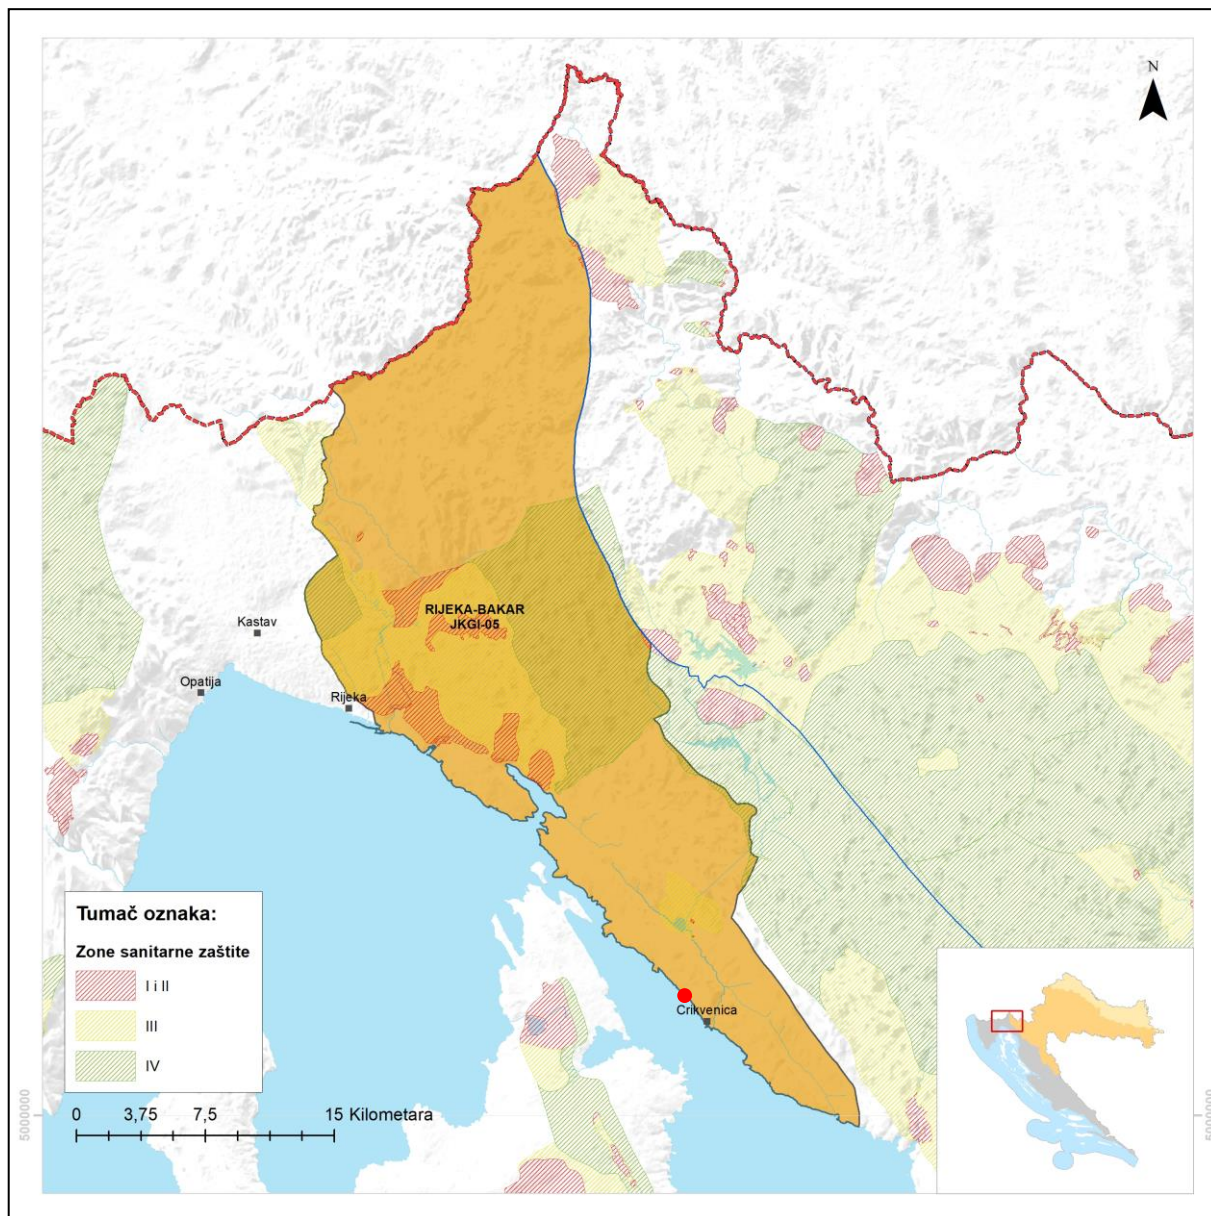 N
RIJEKA-BAKAR
JKGI-05
Kastav
Opatija
Rijeka
Crikvenica
Tumač oznaka:
Zone sanitarne zaštite
I i II
III
IV
0 3,75 7,5 15 Kilometara
5000000
5000000